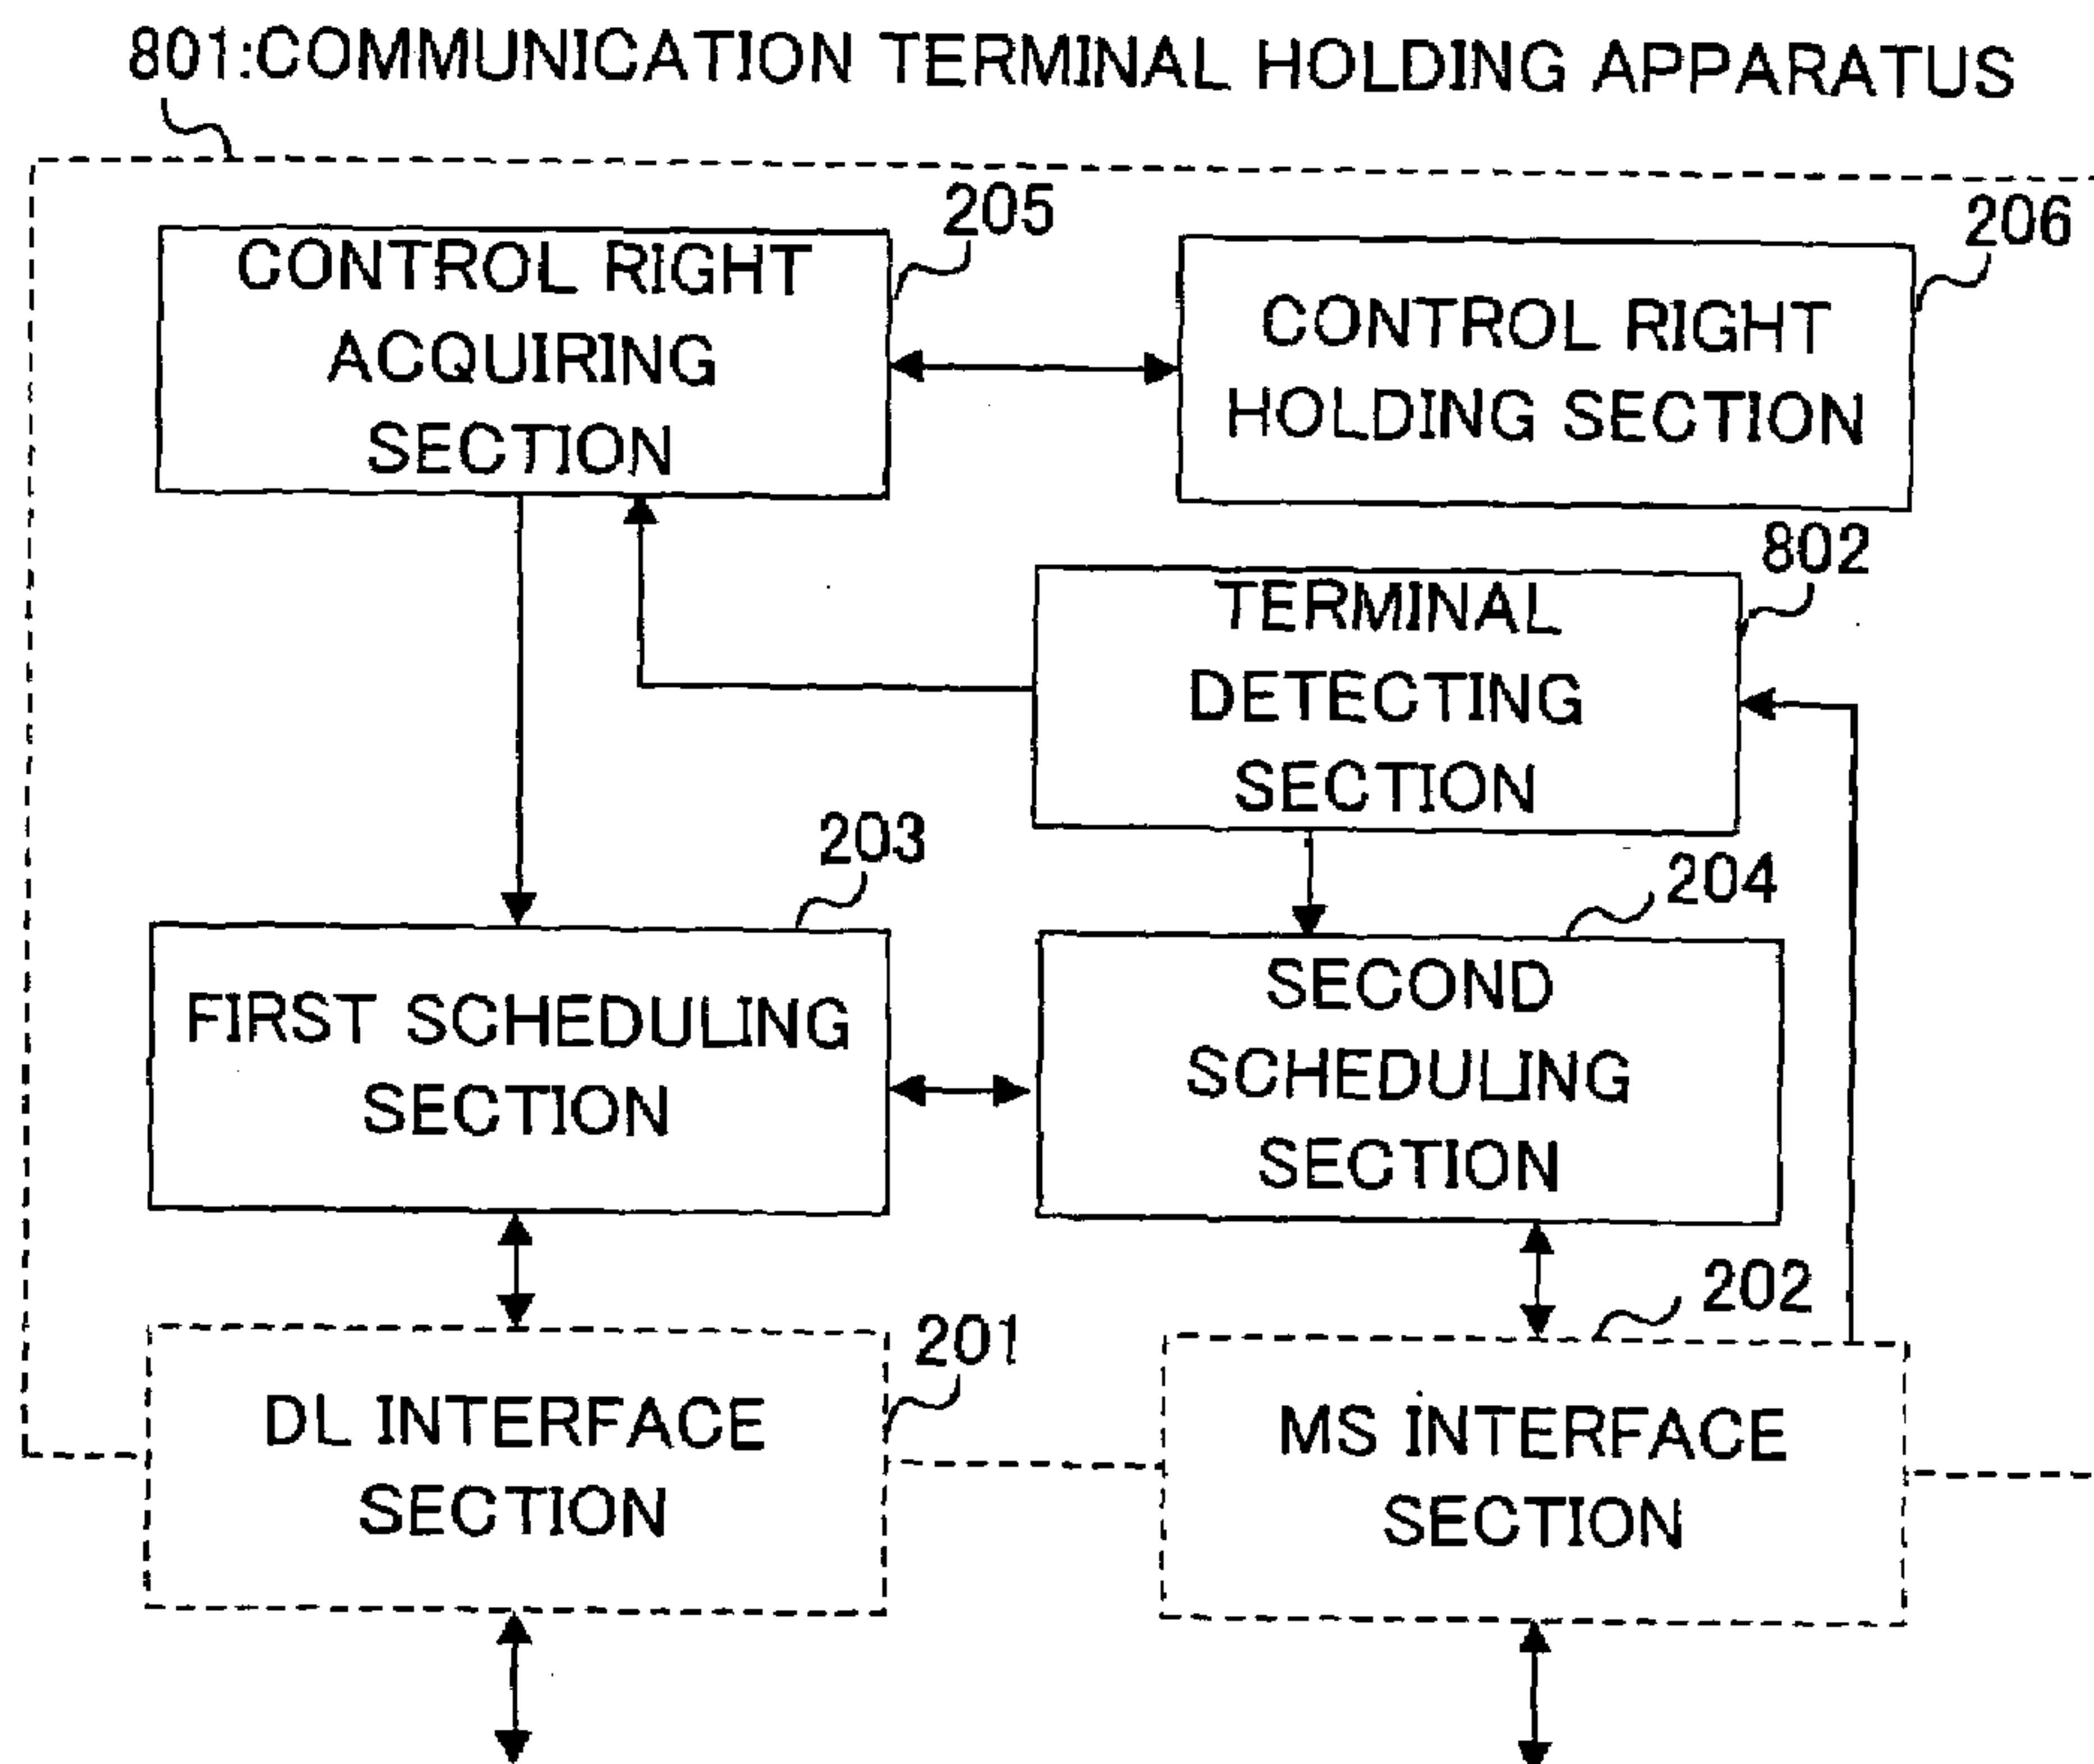 801:COMMUNICATION TERMINAL HOLDING APPARATUS
205
206
CONTROL RIGHT
ACQUIRING
SECTION
CONTROL RIGHT
HOLDING SECTION
802
TERMINAL
DETECTING
SECTION
203
204
FIRST SCHEDULING
SECTION
SECOND
SCHEDULING
SECTION
201
202
DL INTERFACE
SECTION
MS INTERFACE
SECTION